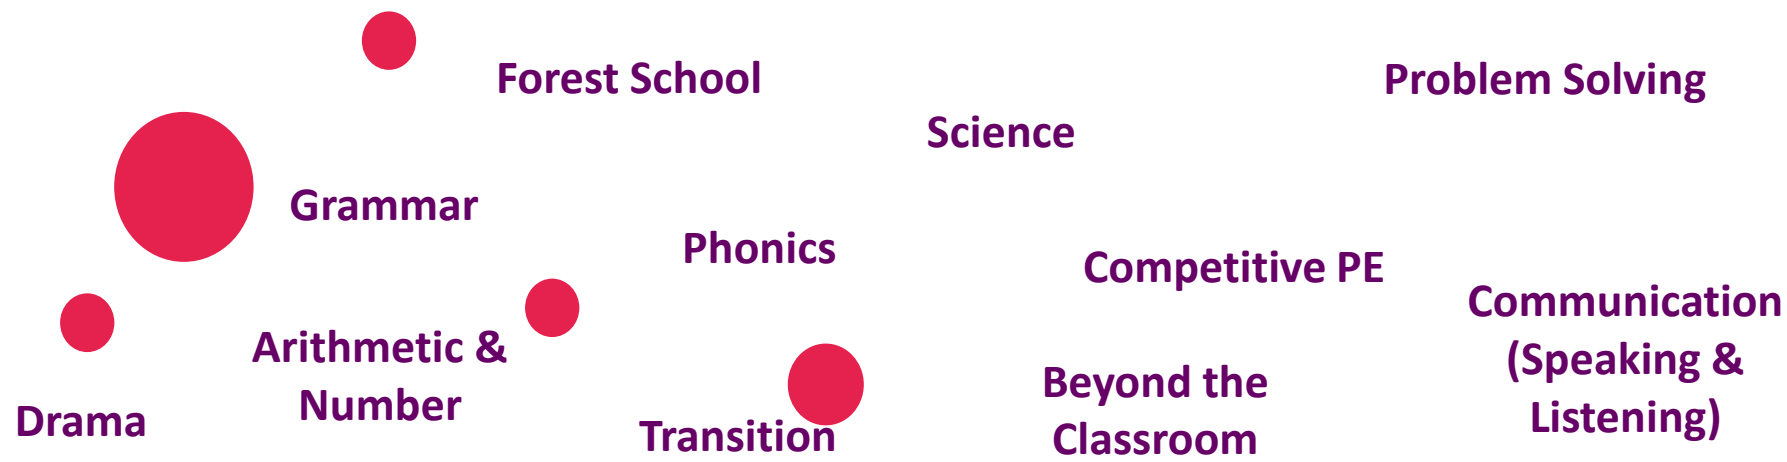 Forest School
Problem Solving
Science
Grammar
Phonics
Competitive PE
Communication
(Speaking &
Listening)
Arithmetic &
Number
Beyond the
Classroom
Drama
Transition